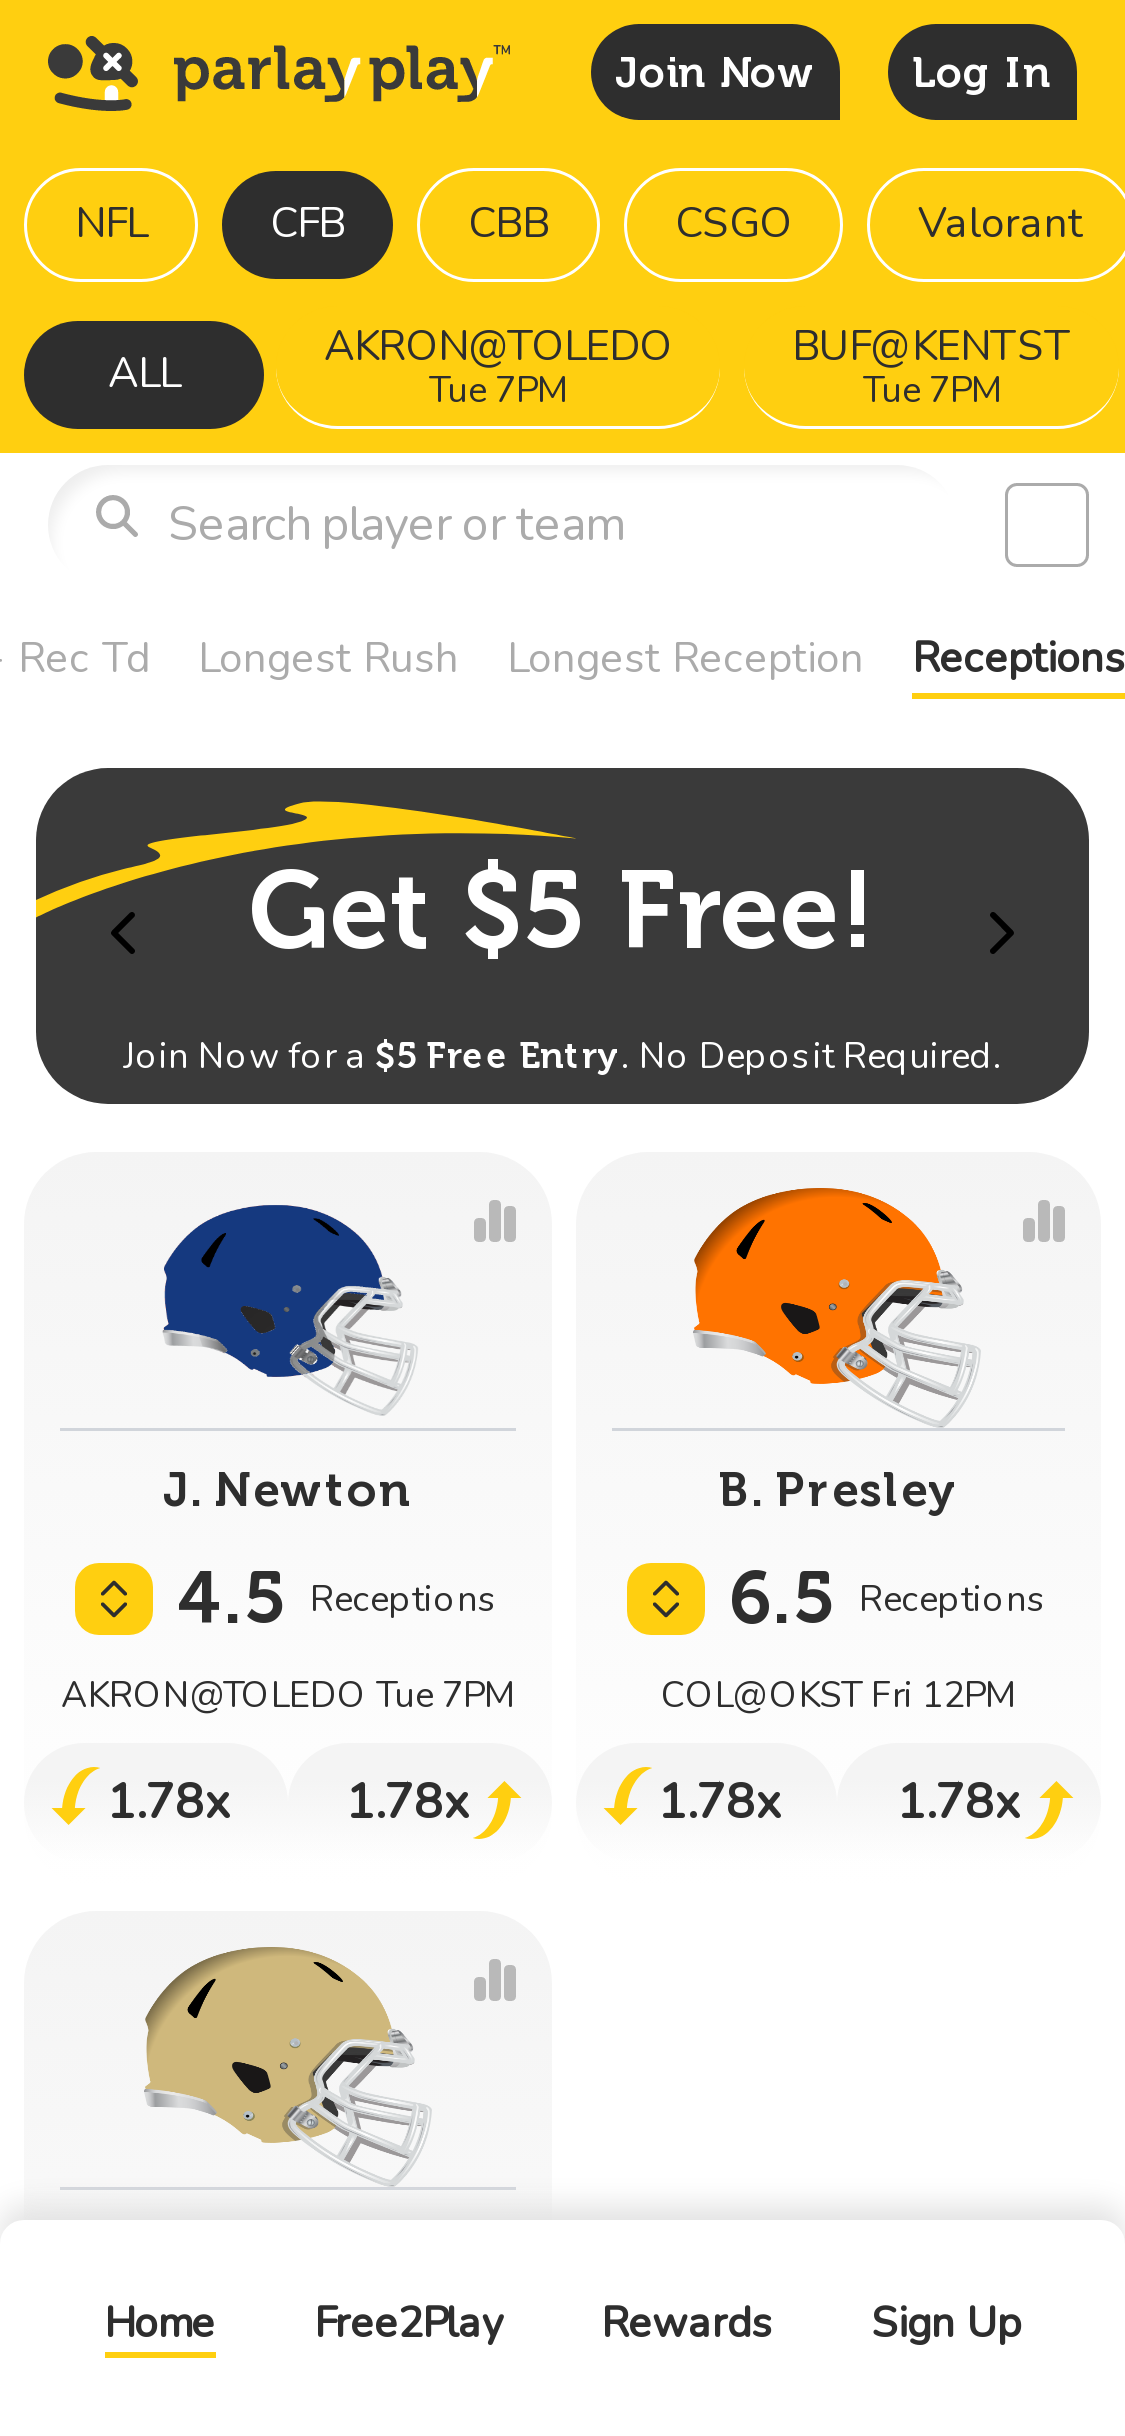 parlay play™
Join Now
Log In
NFL
CFB
CBB
CSGO
Valorant
ALL
AKRON@TOLEDO
Tue 7PM
BUF@KENTST
Tue 7PM
Search player or team
Rec Td
Longest Rush
Longest Reception
Receptions
Get $5 Free!
Join Now for a $5 Free Entry. No Deposit Required.
J. Newton
4.5 Receptions
AKRON@TOLEDO Tue 7PM
1.78x
1.78x
B. Presley
6.5 Receptions
COL@OKST Fri 12PM
1.78x
1.78x
Home
Free2Play
Rewards
Sign Up